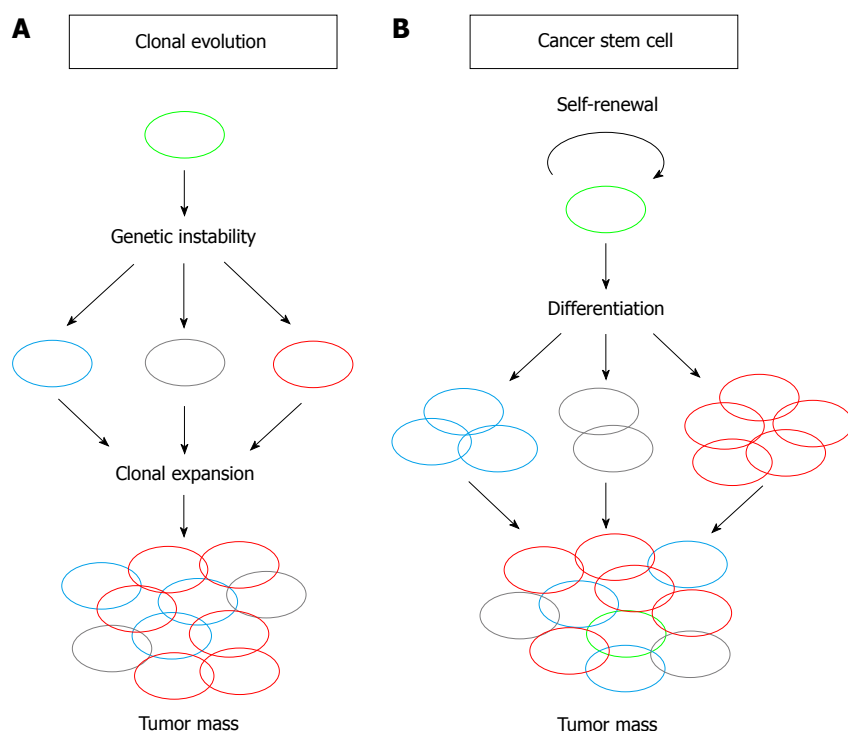 A
Clonal evolution
Genetic instability
Clonal expansion
Tumor mass
B
Cancer stem cell
Self-renewal
Differentiation
Tumor mass